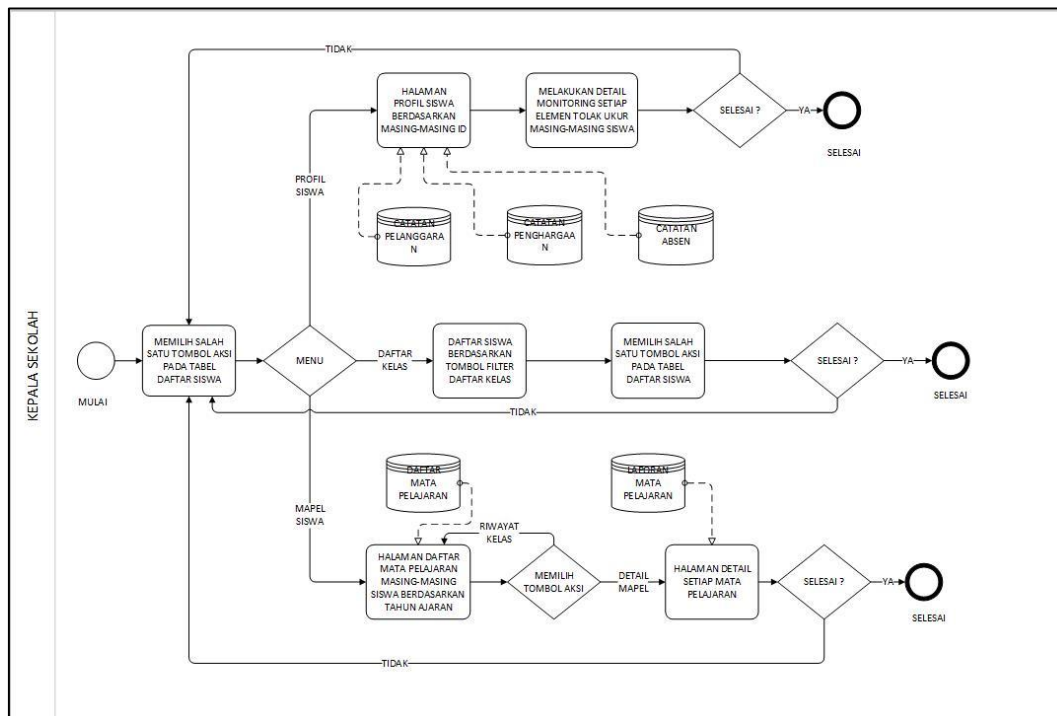 KEPALA SEKOLAH
TIDAK
HALAMAN
PROFIL SISWA
BERDASARKAN
MASING-MASING ID
MELAKUKAN DETAIL
MONITORING SETIAP
ELEMEN TOLAK UKUR
MASING-MASING SISWA
SELESAI ?
YA
SELESAI
PROFIL
SISWA
CATATAN
PELANGGARA
N
CATATAN
PENGHARGAA
N
CATATAN
ABSEN
MULAI
MEMILIH SALAH
SATU TOMBOL AKSI
PADA TABEL
DAFTAR SISWA
MENU
DAFTAR
KELAS
DAFTAR SISWA
BERDASARKAN
TOMBOL FILTER
DAFTAR KELAS
MEMILIH SALAH
SATU TOMBOL AKSI
PADA TABEL
DAFTAR SISWA
SELESAI ?
YA
SELESAI
TIDAK
MAPEL
SISWA
DAFTAR
MATA
PELAJARAN
LAPORAN
MATA
PELAJARAN
RIWAYAT
KELAS
HALAMAN DAFTAR
MATA PELAJARAN
MASING-MASING
SISWA BERDASARKAN
TAHUN AJARAN
MEMILIH
TOMBOL AKSI
DETAIL
MAPEL
HALAMAN DETAIL
SETIAP MATA
PELAJARAN
SELESAI ?
YA
SELESAI
TIDAK